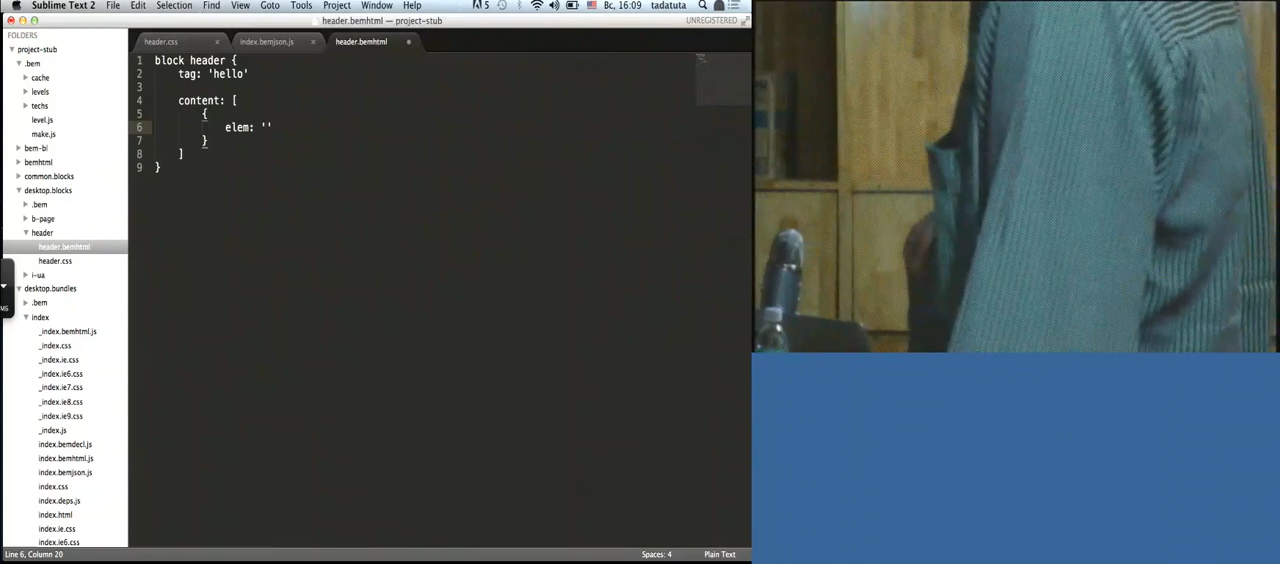 Sublime Text 2 File Edit Selection Find View Goto Tools Project Window Help 5 Вс, 16:09 tadatuta
header.bemhtml — project-stub
UNREGISTERED
FOLDERS
project-stub
.bem
cache
levels
techs
level.js
make.js
bem-bl
bemhtml
common.blocks
desktop.blocks
.bem
b-page
header
header.bemhtml
header.css
i-ua
desktop.bundles
.bem
index
_index.bemhtml.js
_index.css
_index.ie.css
_index.ie6.css
_index.ie7.css
_index.ie8.css
_index.ie9.css
_index.js
index.bemdecl.js
index.bemhtml.js
index.bemjson.js
index.css
index.deps.js
index.html
index.ie.css
index.ie6.css
header.css × index.bemjson.js × header.bemhtml
1 block header {
2 tag: 'hello'
3
4 content: [
5 {
6 elem: ''
7 }
8 ]
9 }
MS
Line 6, Column 20
Spaces: 4
Plain Text